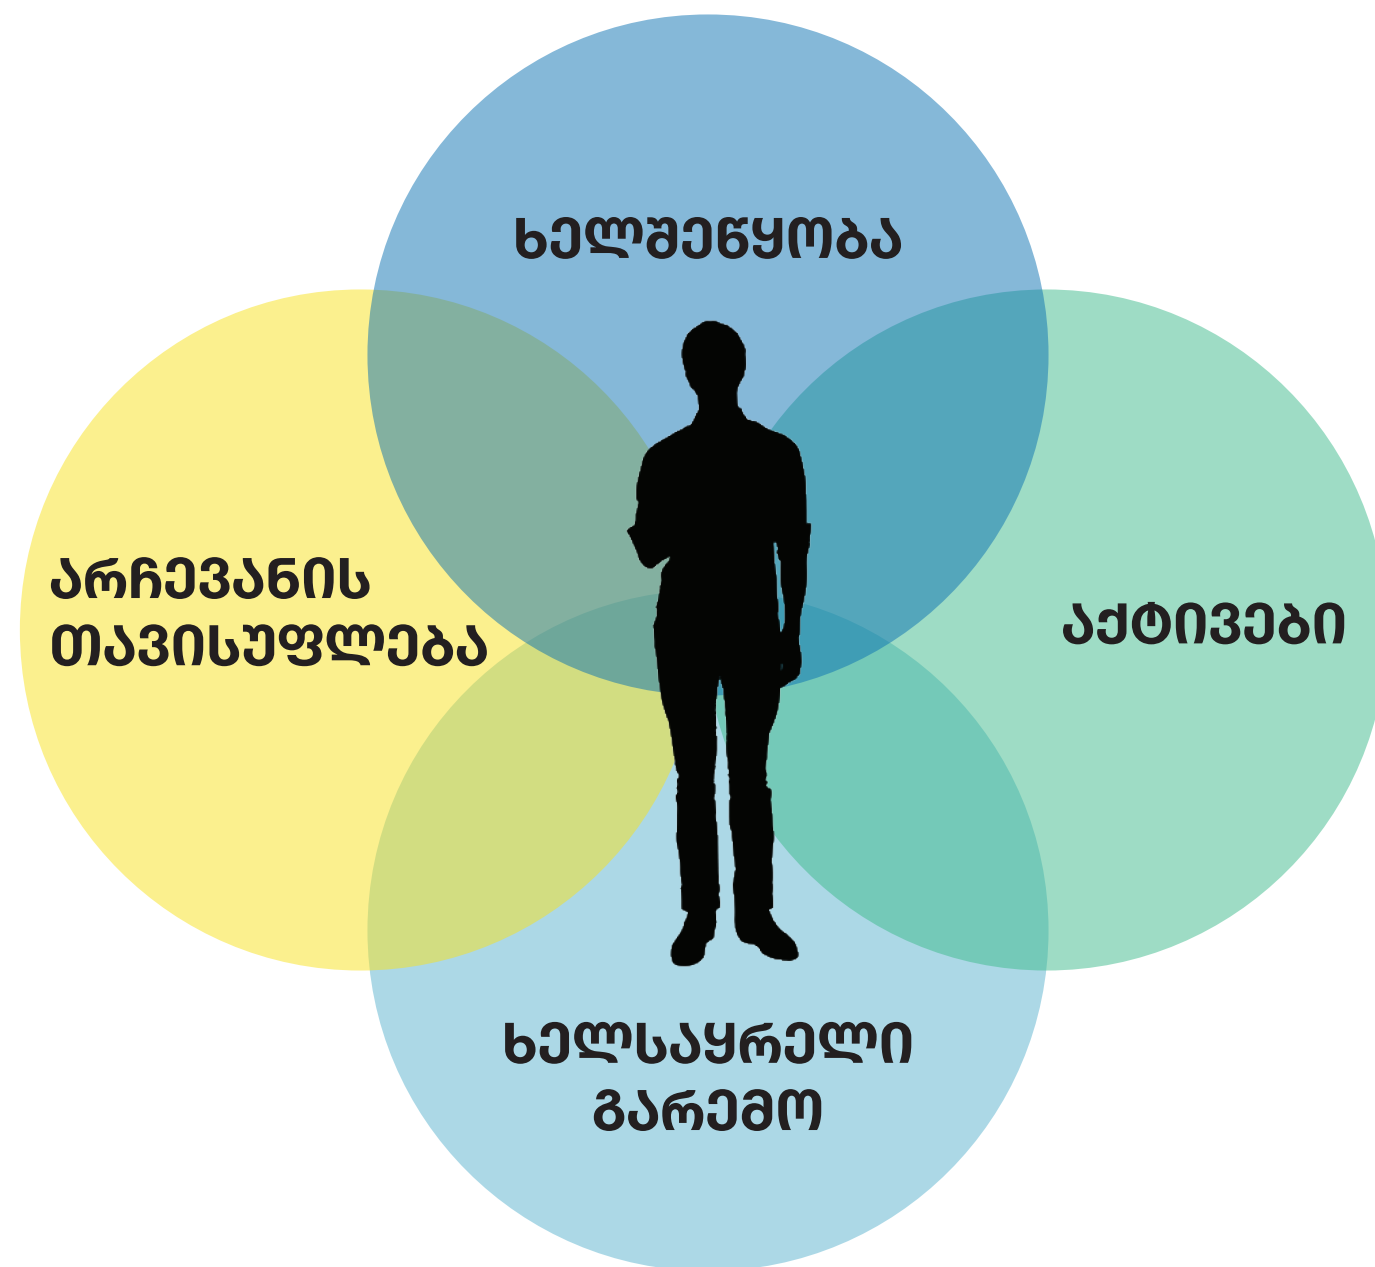 ხელშეწყობა
არჩევანის
თავისუფლება
აქტივები
ხელსაყრელი
გარემო